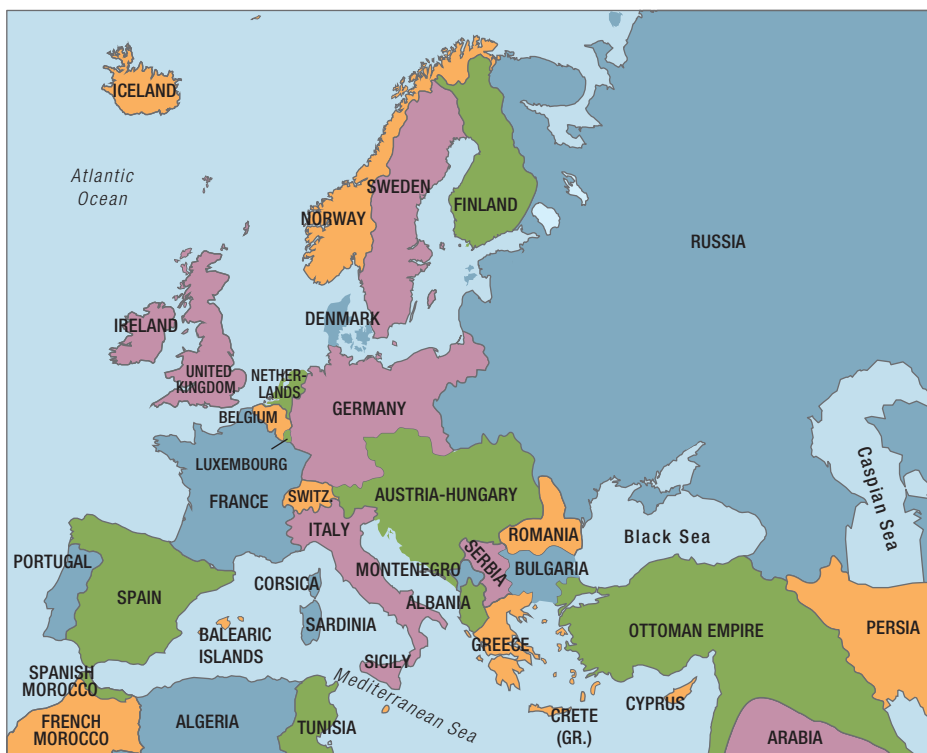 ICELAND
Atlantic
Ocean
SWEDEN
NORWAY
FINLAND
RUSSIA
DENMARK
IRELAND
UNITED
KINGDOM
NETHER-
LANDS
BELGIUM
GERMANY
LUXEMBOURG
FRANCE
SWITZ.
AUSTRIA-HUNGARY
Caspian Sea
ITALY
ROMANIA
Black Sea
PORTUGAL
SPAIN
CORSICA
MONTENEGRO
SERBIA
BULGARIA
ALBANIA
SARDINIA
BALEARIC
ISLANDS
OTTOMAN EMPIRE
PERSIA
GREECE
SICILY
SPANISH
MOROCCO
Mediterranean Sea
CYPRUS
CRETE
(GR.)
FRENCH
MOROCCO
ALGERIA
TUNISIA
ARABIA